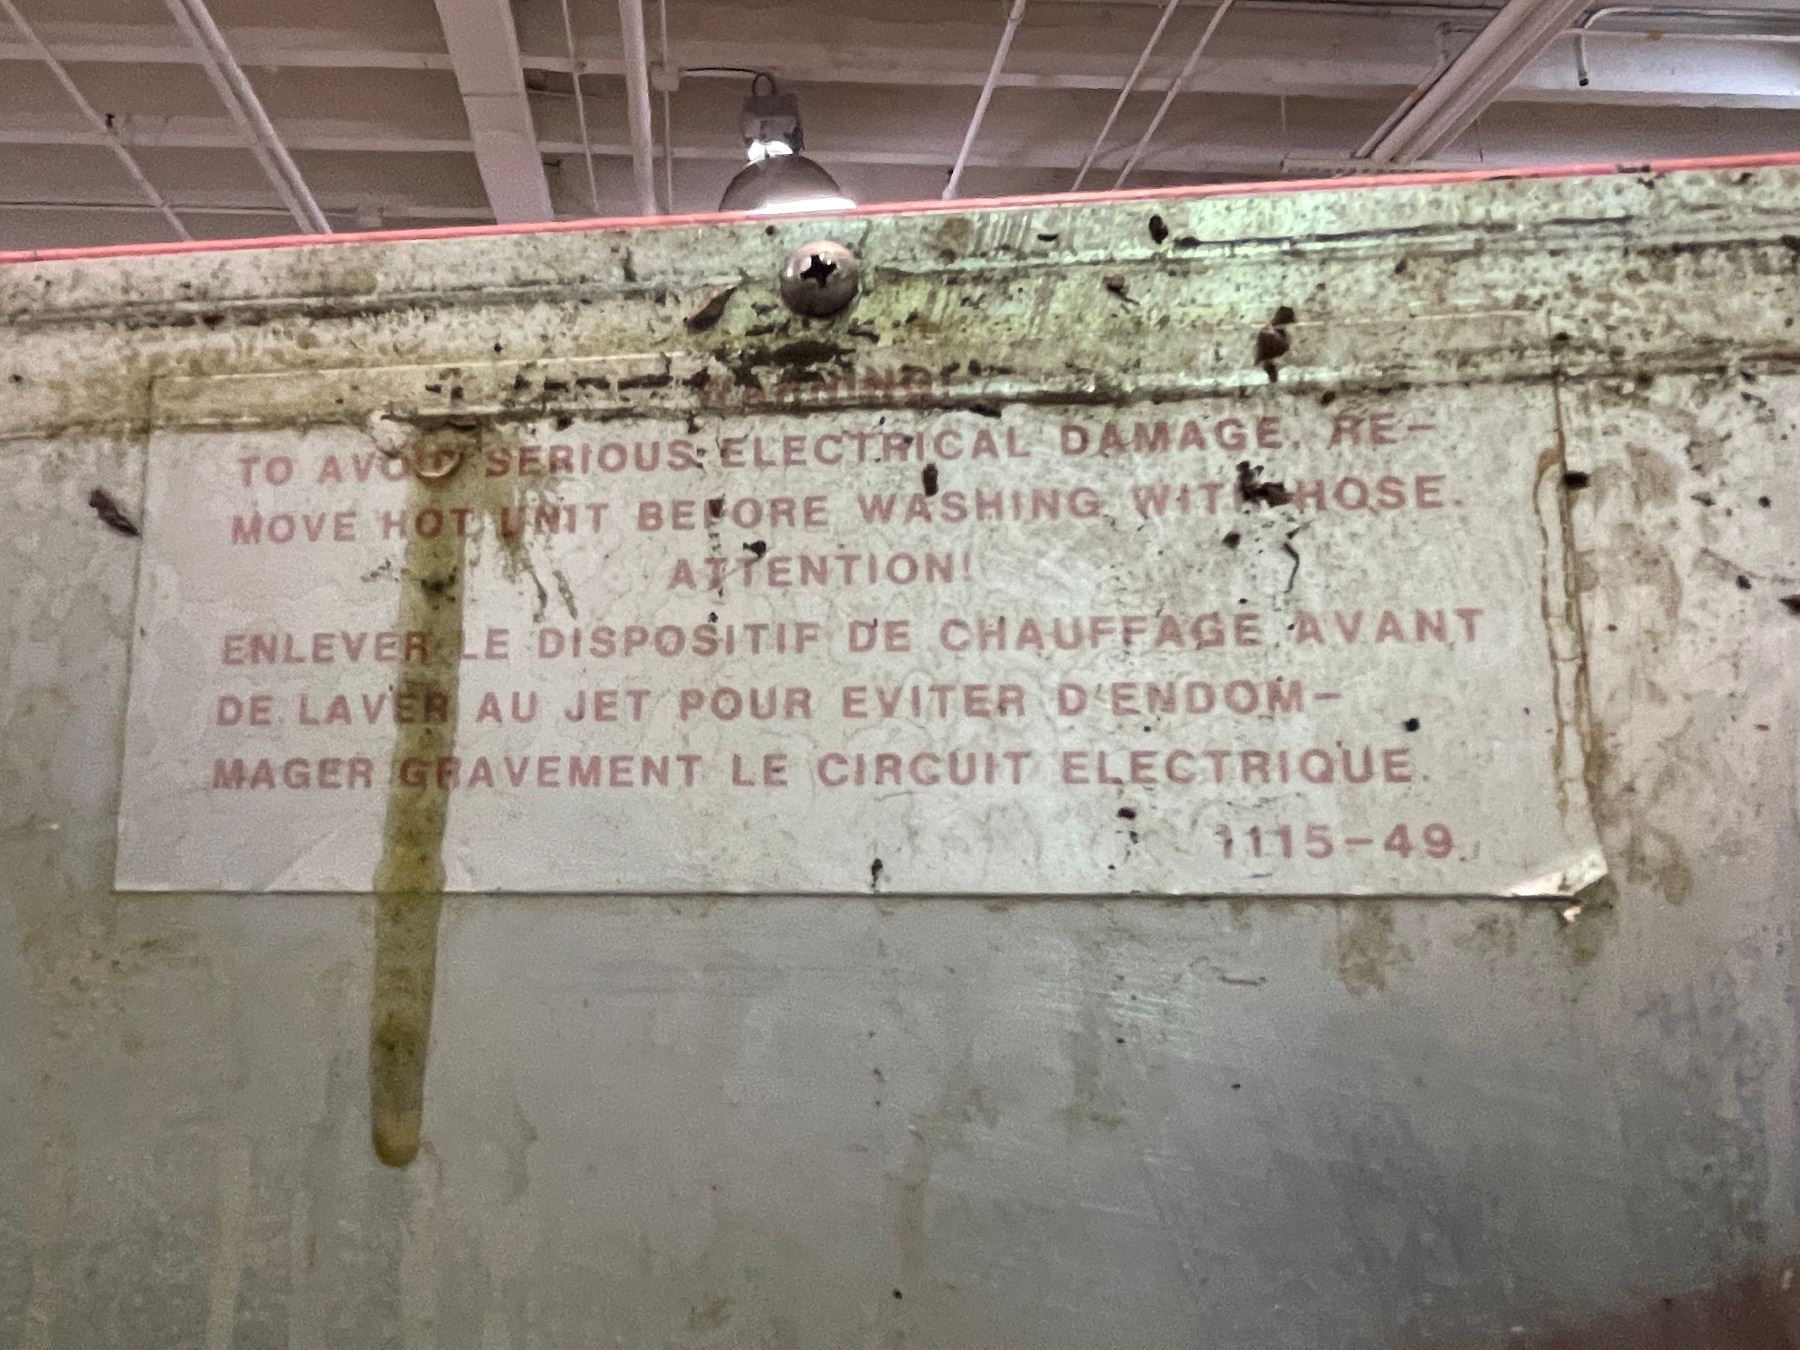 WARNING!
TO AVOID SERIOUS ELECTRICAL DAMAGE, RE-
MOVE HOT UNIT BEFORE WASHING WITH HOSE.
ATTENTION!
ENLEVER LE DISPOSITIF DE CHAUFFAGE AVANT
DE LAVER AU JET POUR EVITER D'ENDOM-
MAGER GRAVEMENT LE CIRCUIT ELECTRIQUE.
1115-49